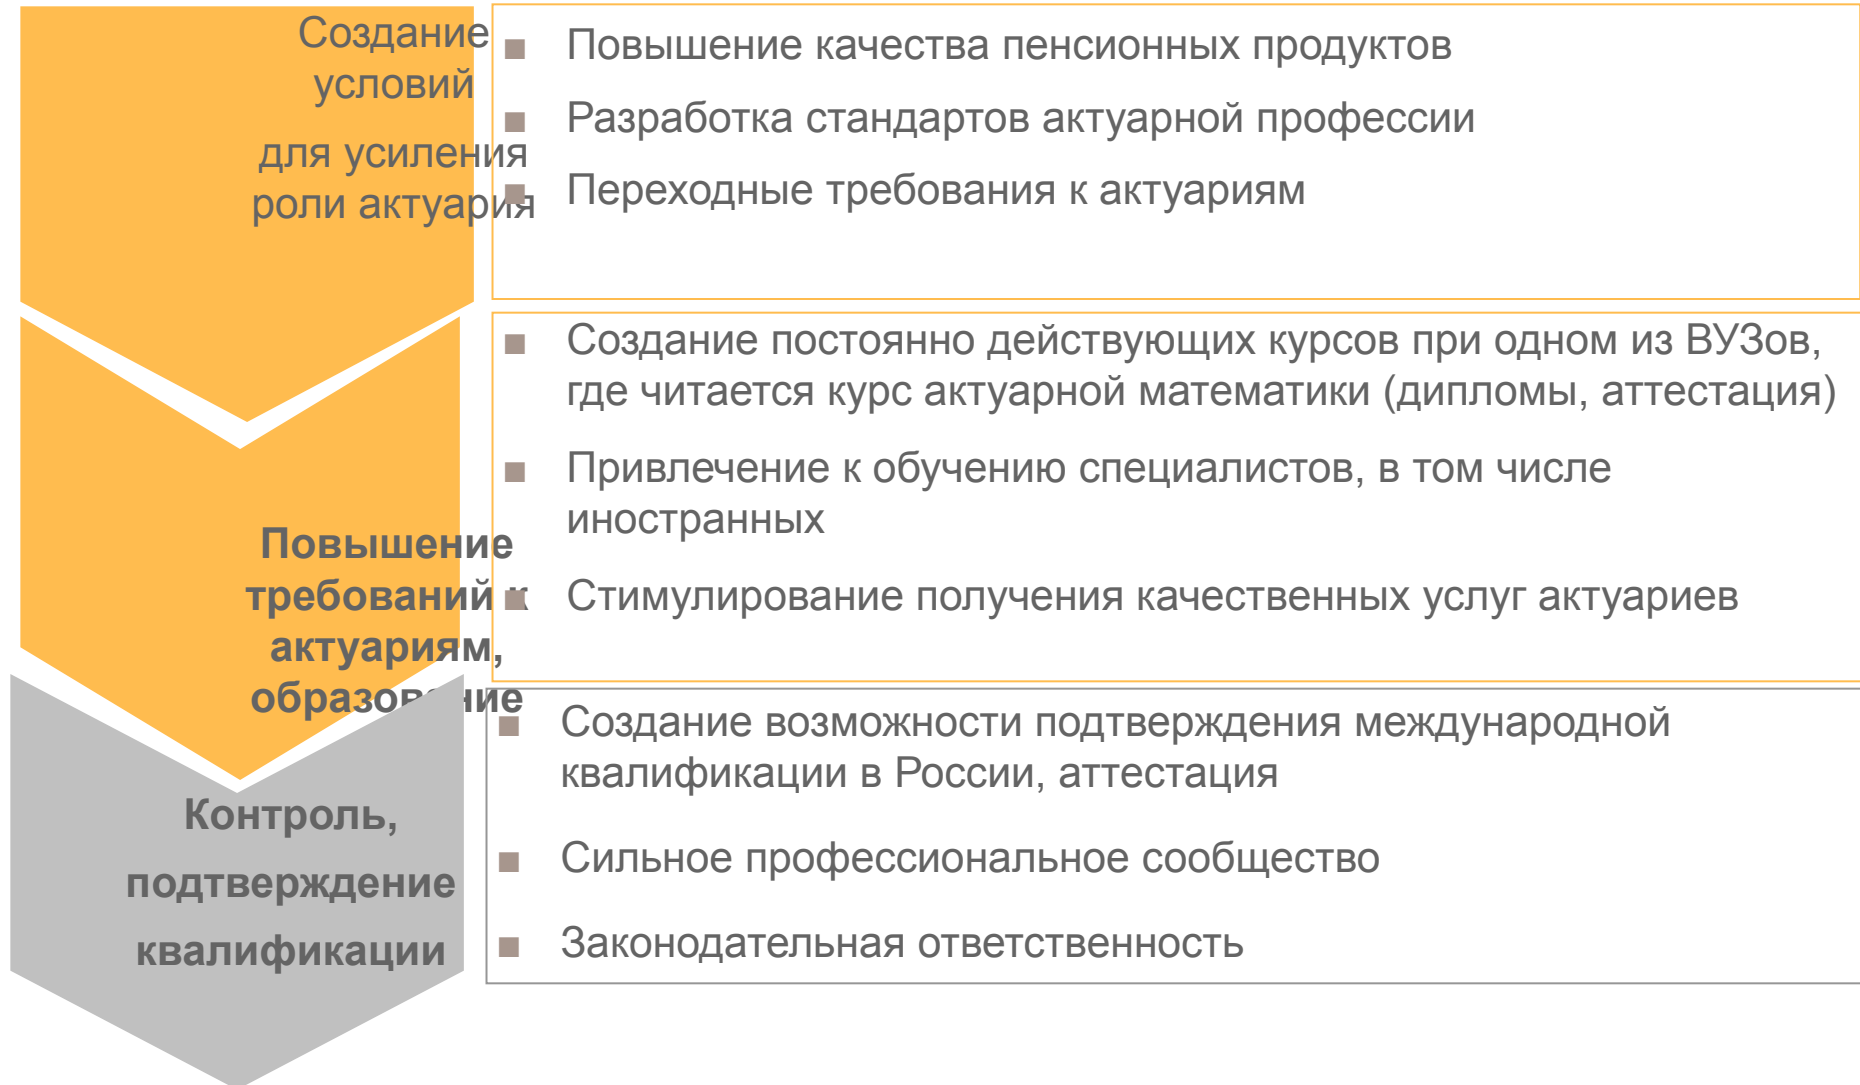 Создание
условий
для усиления
роли актуария
■ Повышение качества пенсионных продуктов
■ Разработка стандартов актуарной профессии
■ Переходные требования к актуариям
Повышение
требований к
актуариям,
образование
■ Создание постоянно действующих курсов при одном из ВУЗов,
где читается курс актуарной математики (дипломы, аттестация)
■ Привлечение к обучению специалистов, в том числе
иностранных
■ Стимулирование получения качественных услуг актуариев
Контроль,
подтверждение
квалификации
■ Создание возможности подтверждения международной
квалификации в России, аттестация
■ Сильное профессиональное сообщество
■ Законодательная ответственность